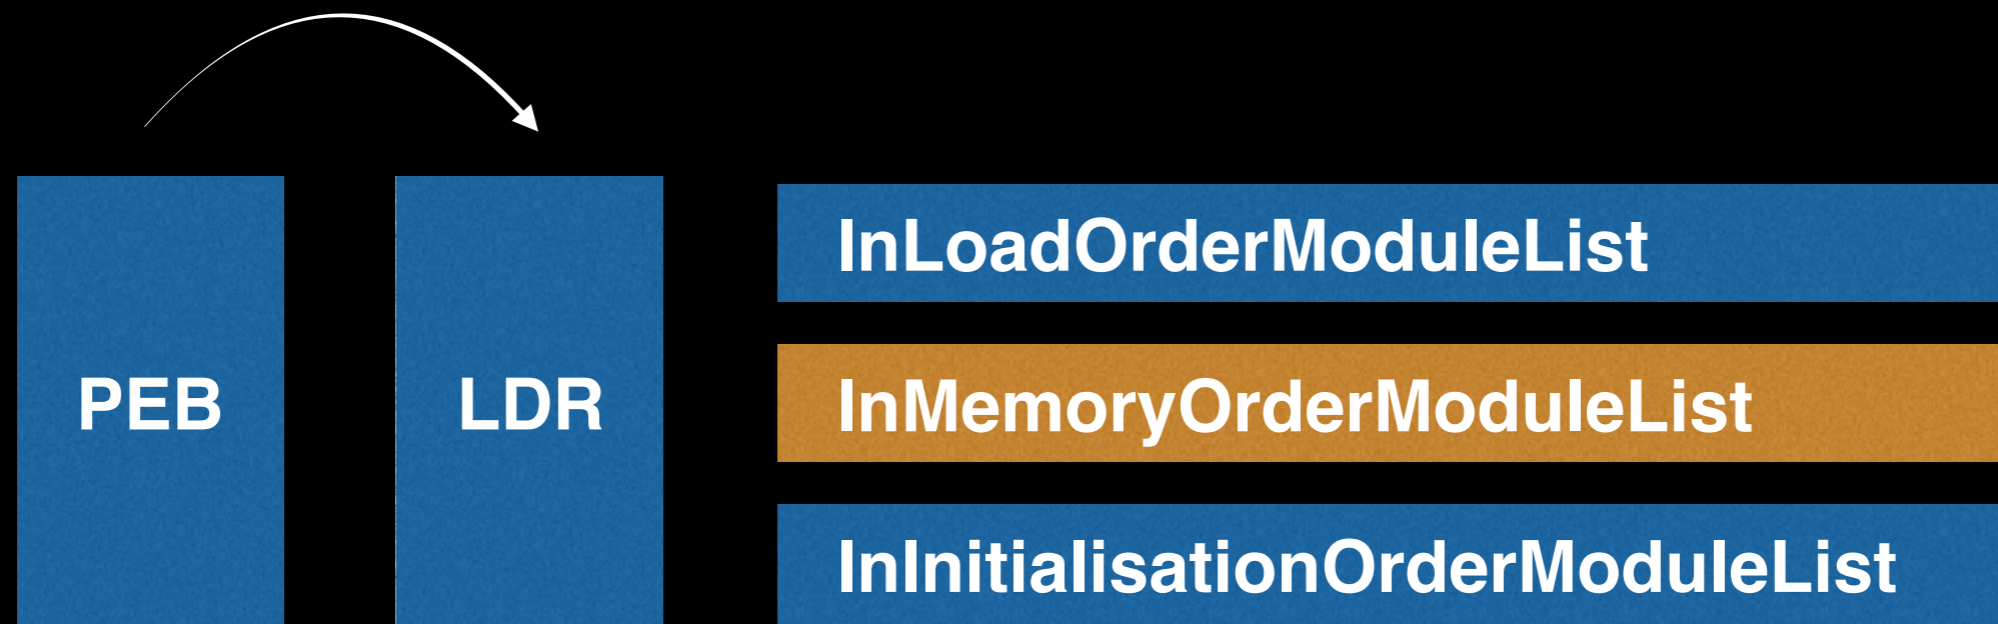 PEB
LDR
InLoadOrderModuleList
InMemoryOrderModuleList
InInitialisationOrderModuleList